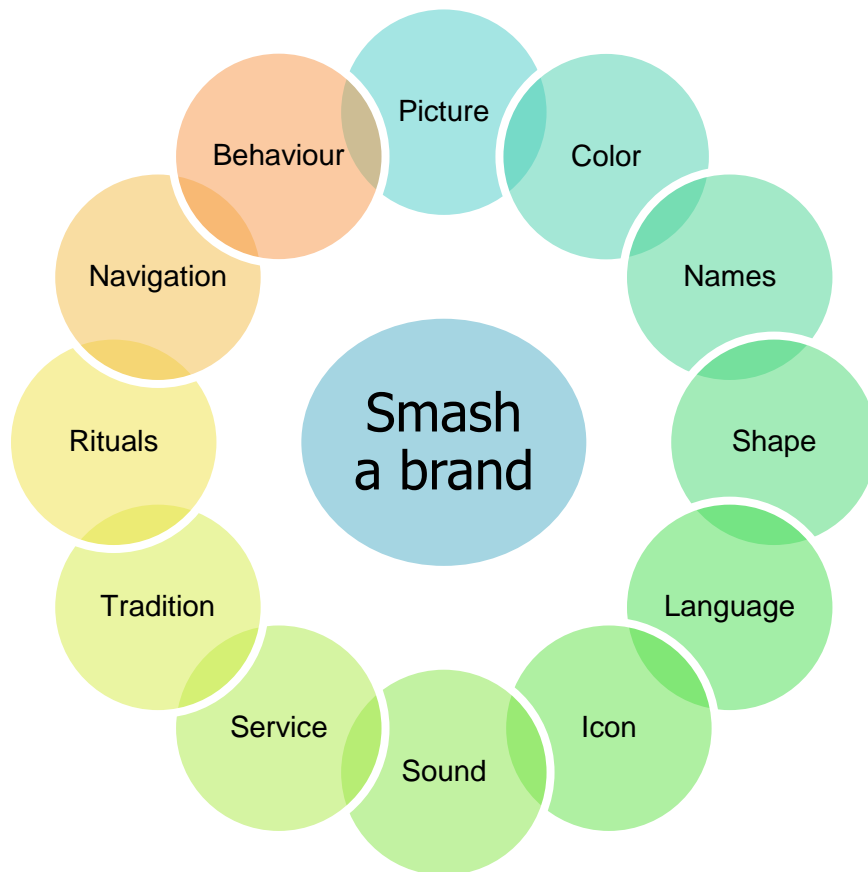 Picture
Color
Names
Shape
Language
Icon
Sound
Service
Tradition
Rituals
Navigation
Behaviour
Smash
a brand